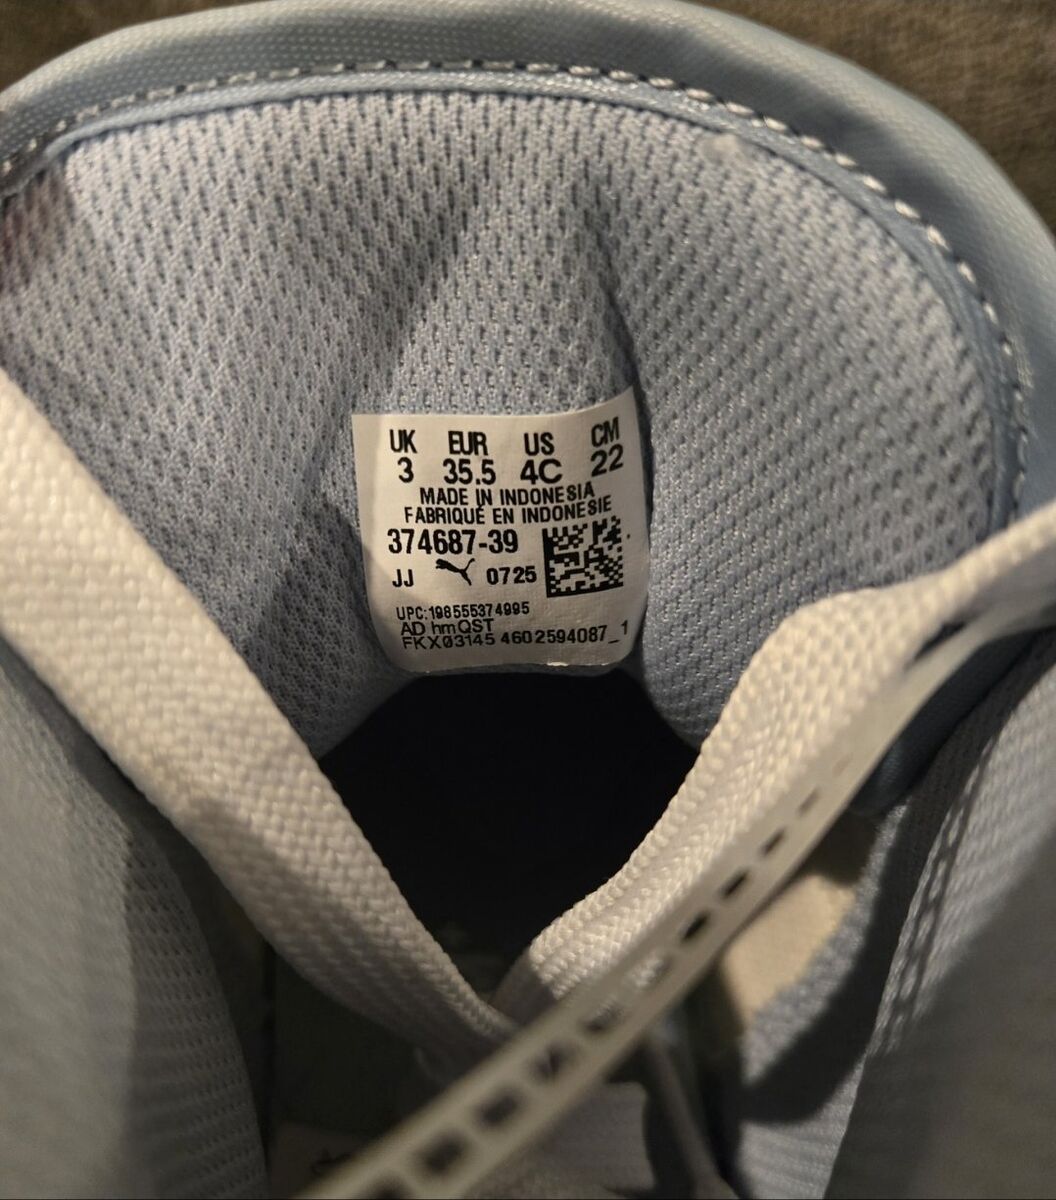 UK EUR US CM
3 35.5 4C 22
MADE IN INDONESIA
FABRIQUÉ EN INDONESIE
374687-39
JJ 0725
UPC:198555374995
AD hmQST
FKX03145 4602594087_1